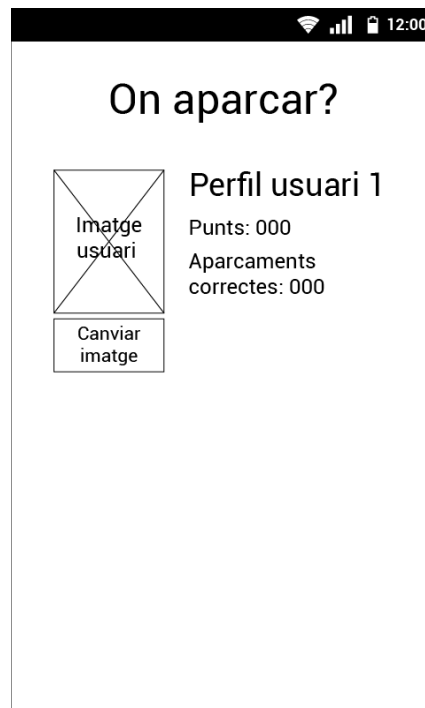 12:00
On aparcar?
Imatge
usuari
Perfil usuari 1
Punts: 000
Aparcaments
correctes: 000
Canviar
imatge